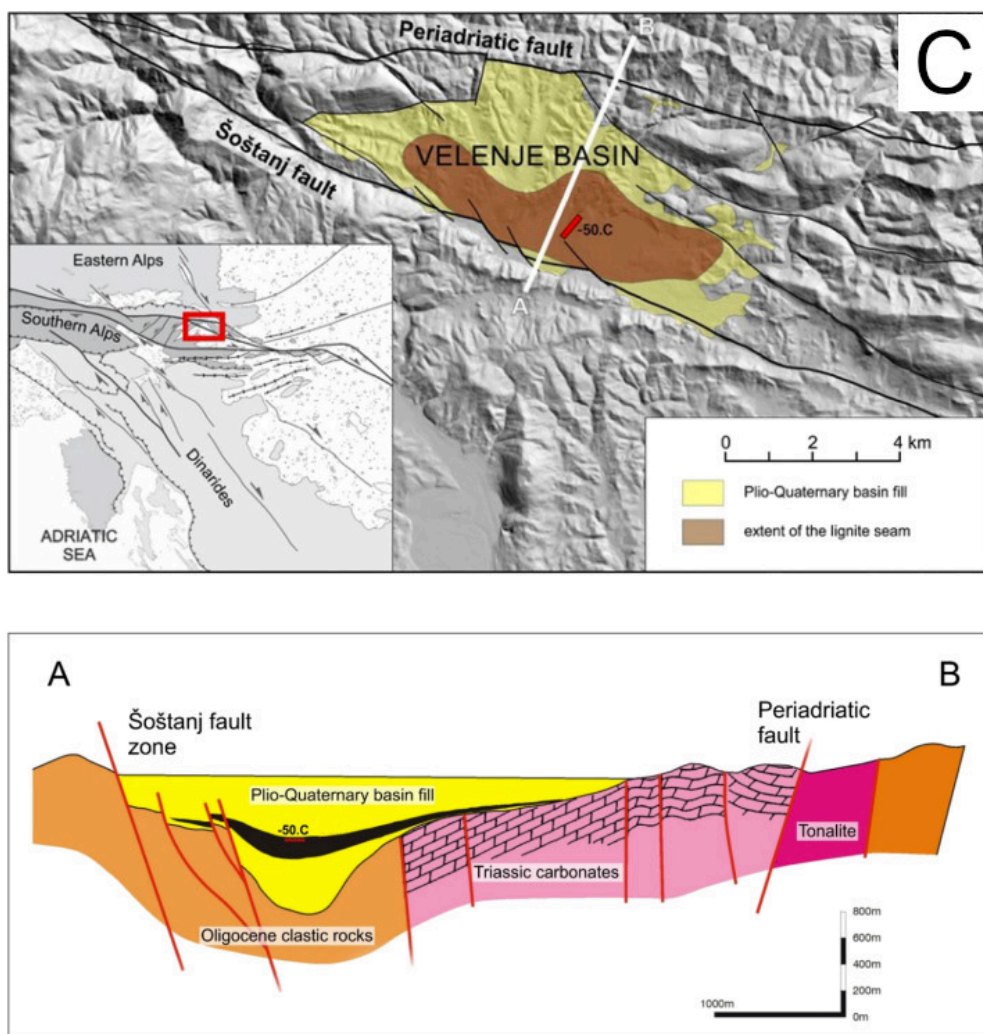 C
Periadriatic fault
B
Šoštanj fault
VELENJE BASIN
-50.C
A
Eastern Alps
Southern Alps
Dinarides
ADRIATIC
SEA
0 2 4 km
Plio-Quaternary basin fill
extent of the lignite seam
A
B
Šoštanj fault
zone
Periadriatic
fault
Plio-Quaternary basin fill
-50.C
Tonalite
Triassic carbonates
Oligocene clastic rocks
800m
600m
400m
200m
0m
1000m